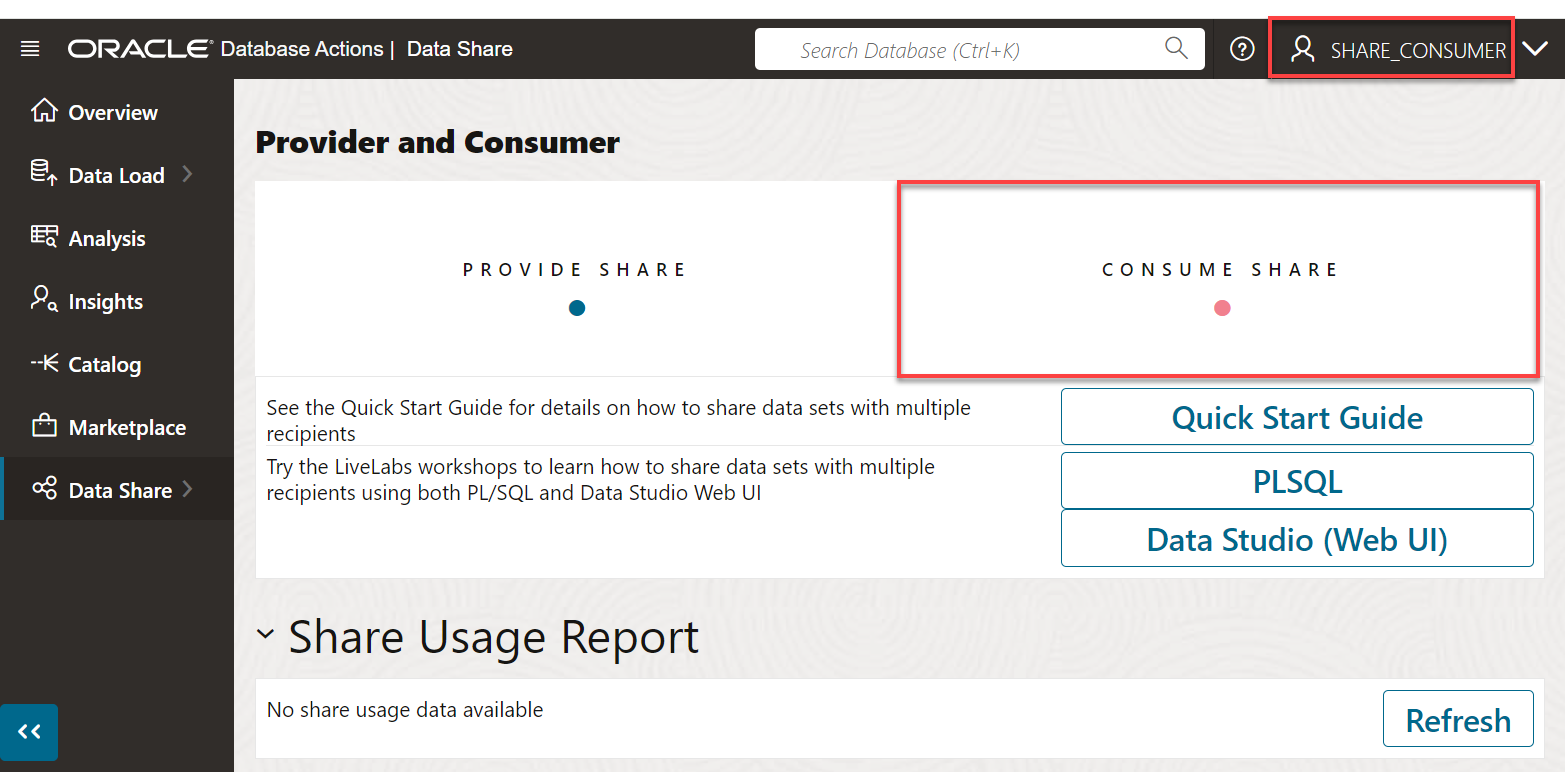 ORACLE Database Actions | Data Share
Search Database (Ctrl+K)
SHARE_CONSUMER
Overview
Data Load
Analysis
Insights
Catalog
Marketplace
Data Share
Provider and Consumer
PROVIDE SHARE
CONSUME SHARE
See the Quick Start Guide for details on how to share data sets with multiple
recipients
Quick Start Guide
Try the LiveLabs workshops to learn how to share data sets with multiple
recipients using both PL/SQL and Data Studio Web UI
PLSQL
Data Studio (Web UI)
Share Usage Report
No share usage data available
Refresh